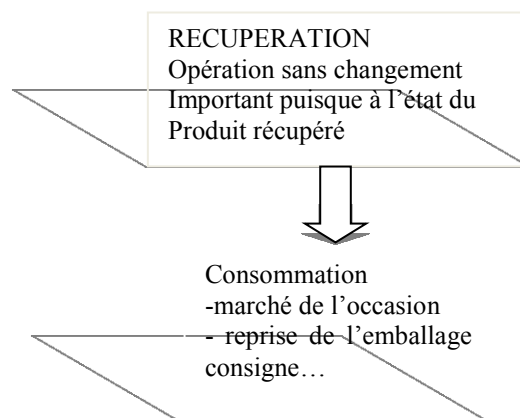 RECUPERATION
Opération sans changement
Important puisque à l’état du
Produit récupéré
Consommation
-marché de l’occasion
- reprise de l’emballage
consigne…